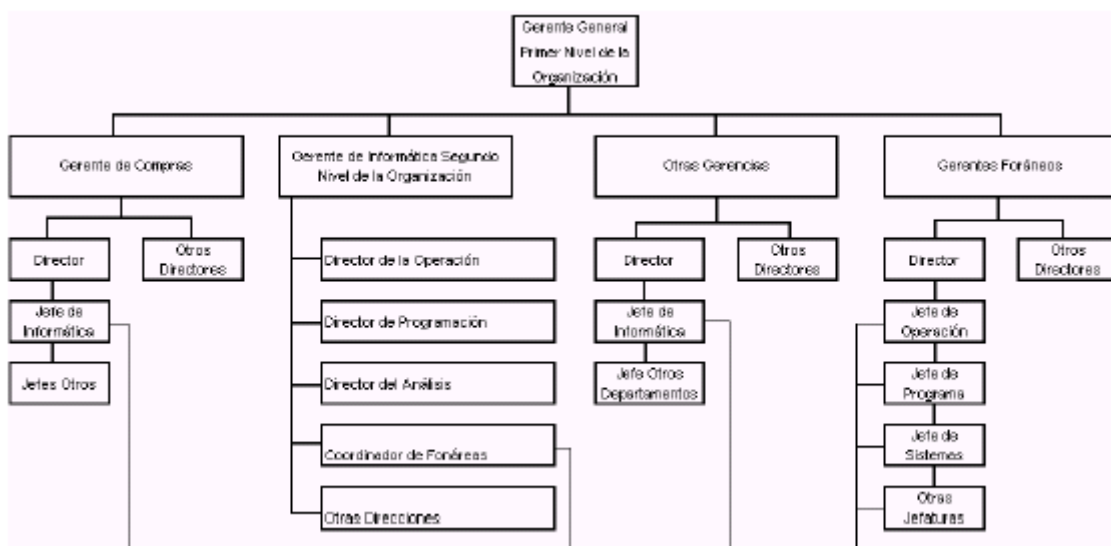 Gerente General
Primer Nivel de la
Organización
Gerente de Compras
Gerente de Informática Segundo
Nivel de la Organización
Otras Gerencias
Gerentes Foráneos
Director
Otros
Directores
Director de la Operación
Director
Otros
Directores
Director
Otros
Directores
Jefe de
Informática
Director de Programación
Jefe de
Informática
Jefe de
Operación
Jefes Otros
Director del Análisis
Jefe Otros
Departamentos
Jefe de
Programa
Coordinador de Fonáreas
Jefe de
Sistemas
Otras Direcciones
Otras
Jefaturas